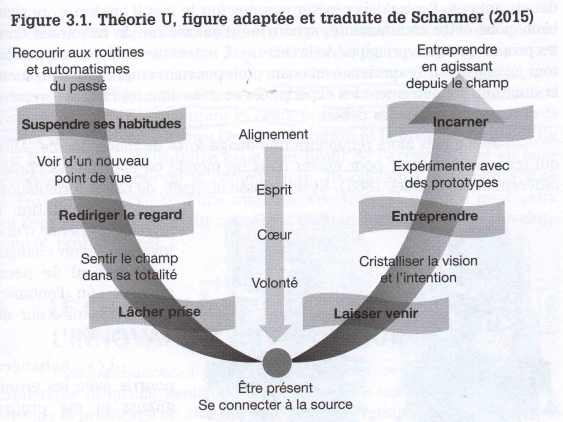 Figure 3.1. Théorie U, figure adaptée et traduite de Scharmer (2015)
Recourir aux routines
et automatismes
du passé
Suspendre ses habitudes
Voir d'un nouveau
point de vue
Rediriger le regard
Sentir le champ
dans sa totalité
Lâcher prise
Alignement
Esprit
Cœur
Volonté
Être présent
Se connecter à la source
Entreprendre
en agissant
depuis le champ
Incarner
Expérimenter avec
des prototypes
Entreprendre
Cristalliser la vision
et l'intention
Laisser venir